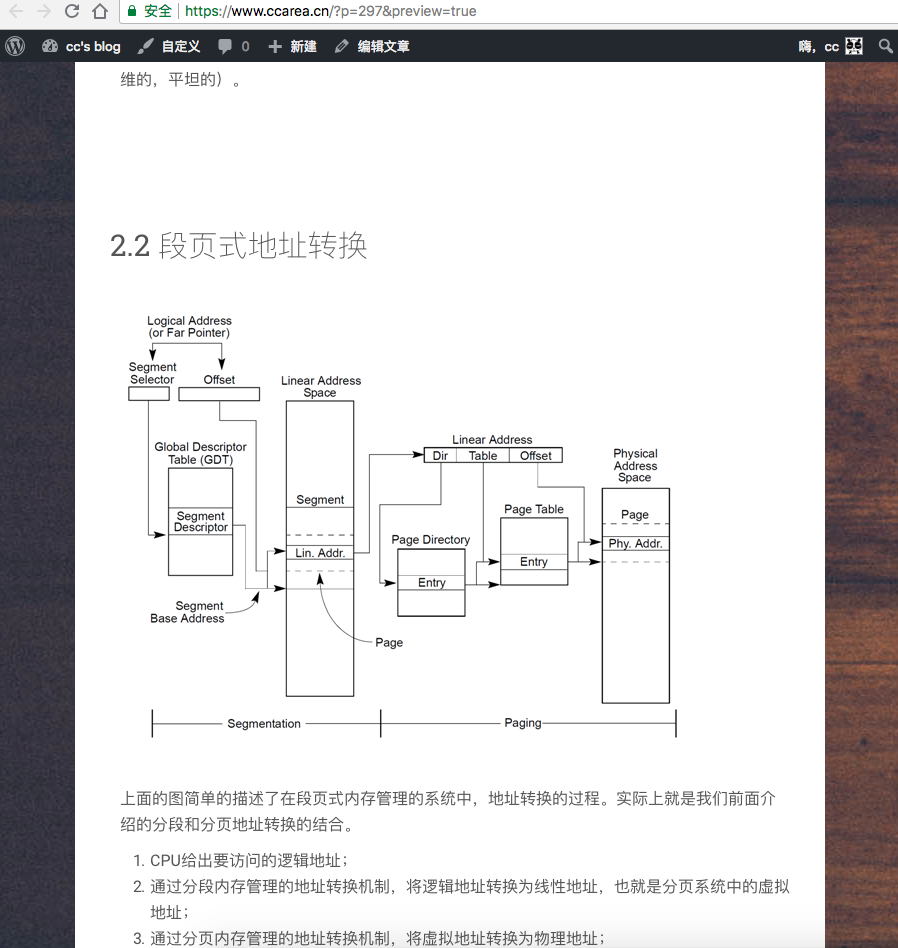 安全 https://www.ccarea.cn/?p=297&preview=true
cc's blog 自定义 0 新建 编辑文章 嗨，cc
维的，平坦的）。
2.2 段页式地址转换
Logical Address
(or Far Pointer)
Segment
Selector
Offset
Linear Address
Space
Global Descriptor
Table (GDT)
Segment
Descriptor
Segment
Base Address
Segment
Lin. Addr.
Page
Linear Address
Dir Table Offset
Page Directory
Entry
Page Table
Entry
Physical
Address
Space
Page
Phy. Addr.
Segmentation
Paging
上面的图简单的描述了在段页式内存管理的系统中，地址转换的过程。实际上就是我们前面介
绍的分段和分页地址转换的结合。
1. CPU给出要访问的逻辑地址；
2. 通过分段内存管理的地址转换机制，将逻辑地址转换为线性地址，也就是分页系统中的虚拟
地址；
3. 通过分页内存管理的地址转换机制，将虚拟地址转换为物理地址；